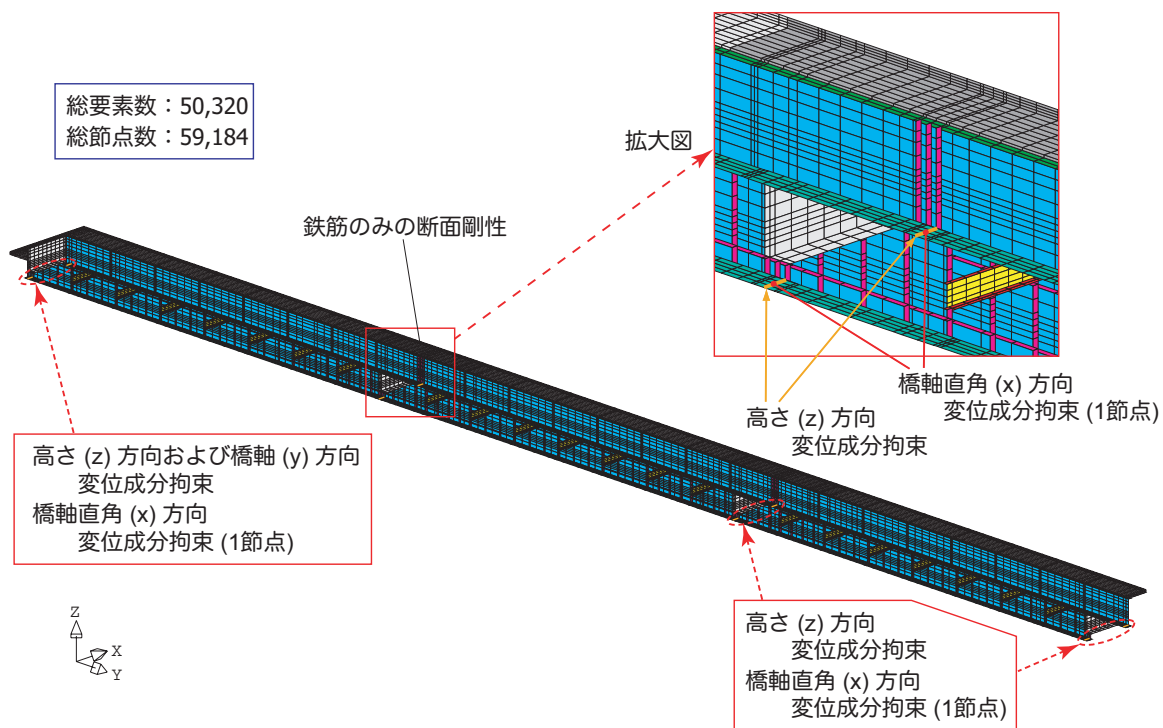 総要素数：50,320
総節点数：59,184
拡大図
鉄筋のみの断面剛性
橋軸直角 (x) 方向
変位成分拘束 (1節点)
高さ (z) 方向
変位成分拘束
高さ (z) 方向および橋軸 (y) 方向
変位成分拘束
橋軸直角 (x) 方向
変位成分拘束 (1節点)
高さ (z) 方向
変位成分拘束
橋軸直角 (x) 方向
変位成分拘束 (1節点)
Z
X
Y